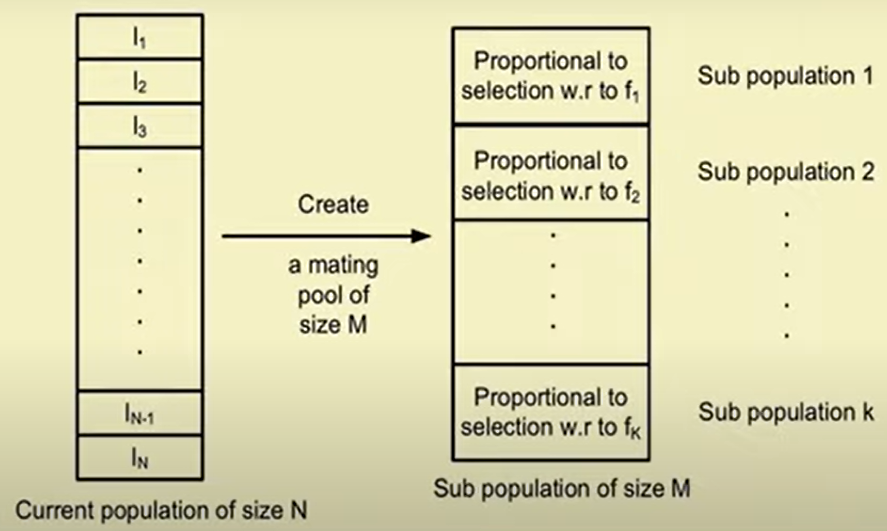 I1
I2
I3
IN-1
IN
Current population of size N
Create
a mating
pool of
size M
Proportional to
selection w.r to f1
Proportional to
selection w.r to f2
Proportional to
selection w.r to fK
Sub population of size M
Sub population 1
Sub population 2
Sub population k